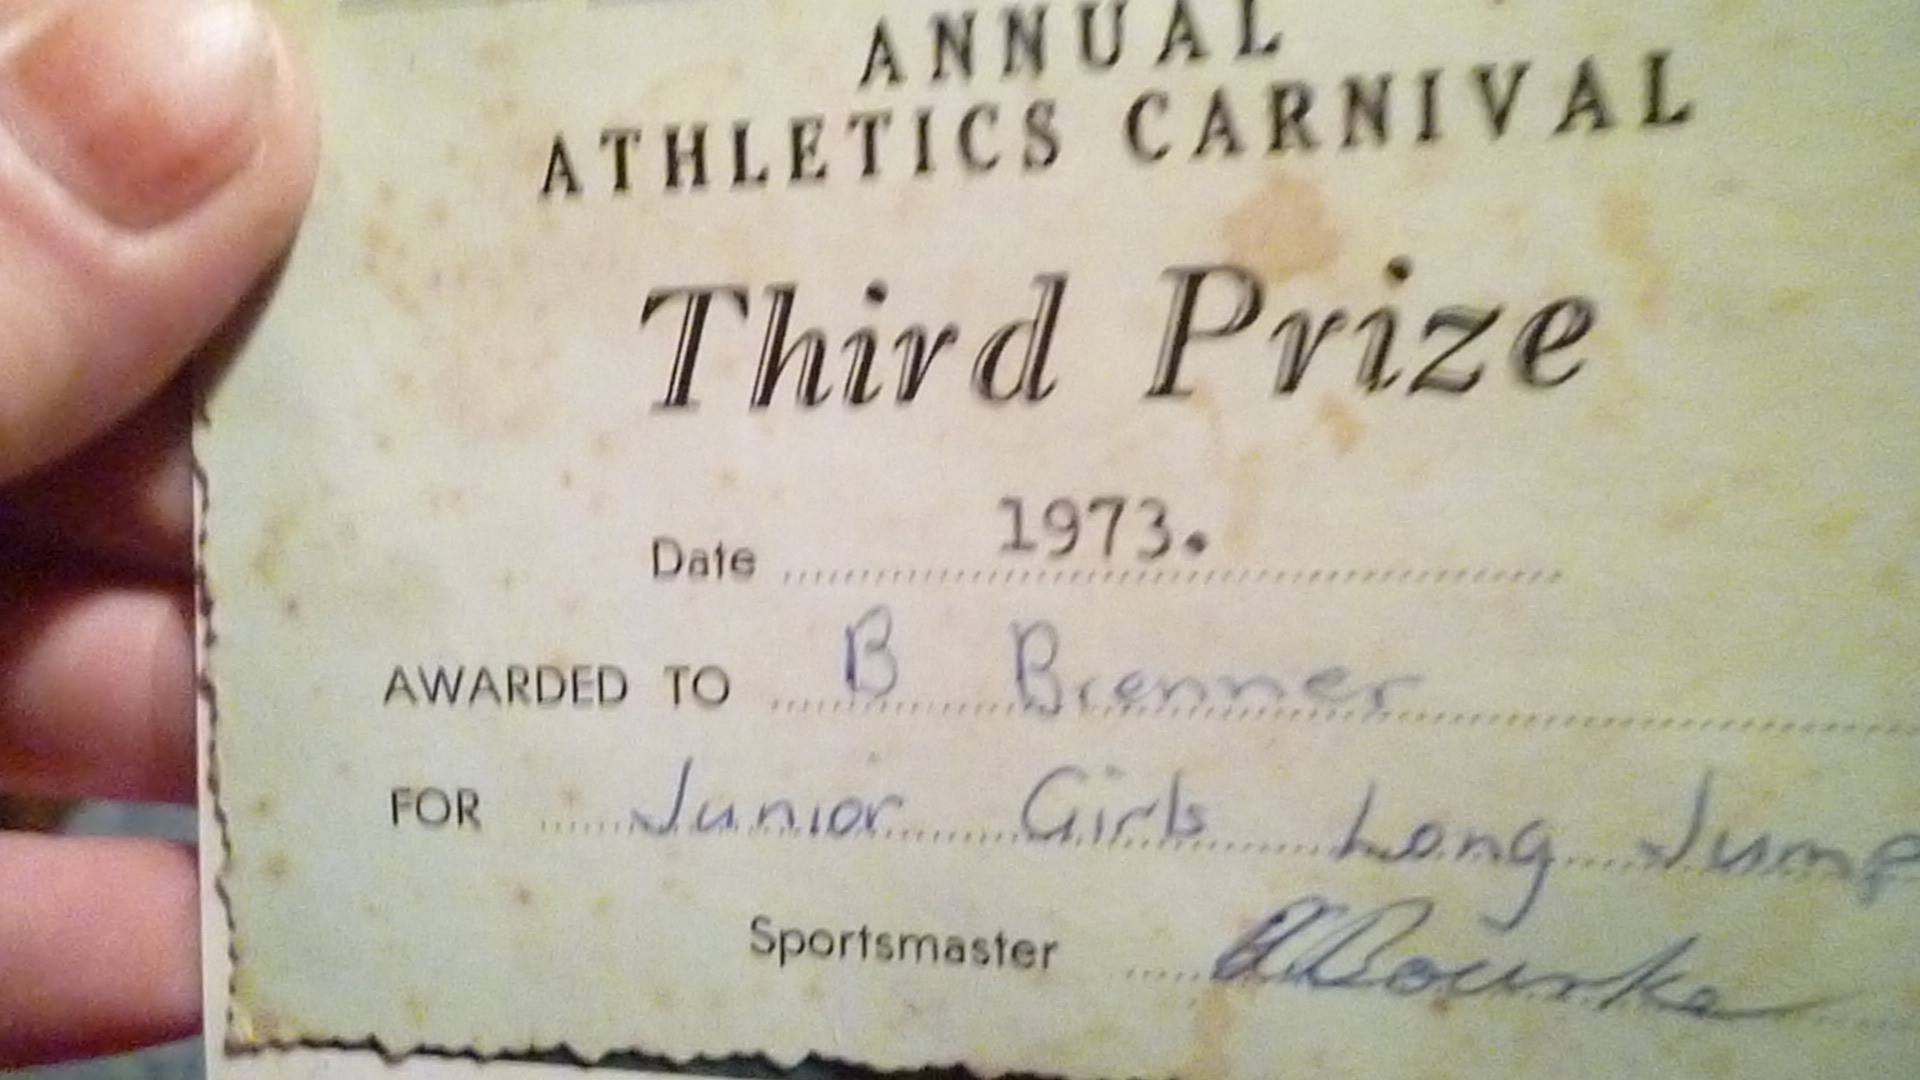 ANNUAL
ATHLETICS CARNIVAL
Third Prize
Date 1973.
AWARDED TO B Brenner
FOR Junior Girls Long Jump
Sportsmaster